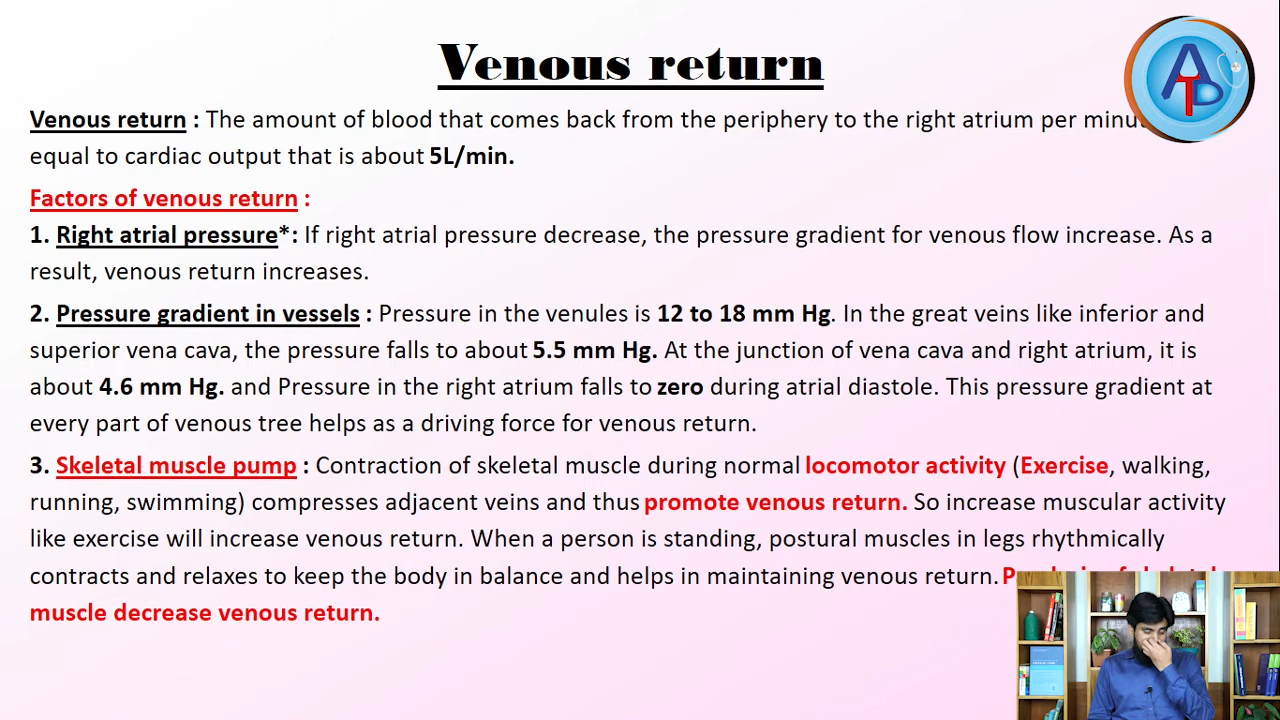 Venous return
Venous return : The amount of blood that comes back from the periphery to the right atrium per
equal to cardiac output that is about 5L/min.
Factors of venous return :
1. Right atrial pressure*: If right atrial pressure decrease, the pressure gradient for venous flow increase. As a
result, venous return increases.
2. Pressure gradient in vessels : Pressure in the venules is 12 to 18 mm Hg. In the great veins like inferior and
superior vena cava, the pressure falls to about 5.5 mm Hg. At the junction of vena cava and right atrium, it is
about 4.6 mm Hg. and Pressure in the right atrium falls to zero during atrial diastole. This pressure gradient at
every part of venous tree helps as a driving force for venous return.
3. Skeletal muscle pump : Contraction of skeletal muscle during normal locomotor activity (Exercise, walking,
running, swimming) compresses adjacent veins and thus promote venous return. So increase muscular activity
like exercise will increase venous return. When a person is standing, postural muscles in legs rhythmically
contracts and relaxes to keep the body in balance and helps in maintaining venous return.
muscle decrease venous return.